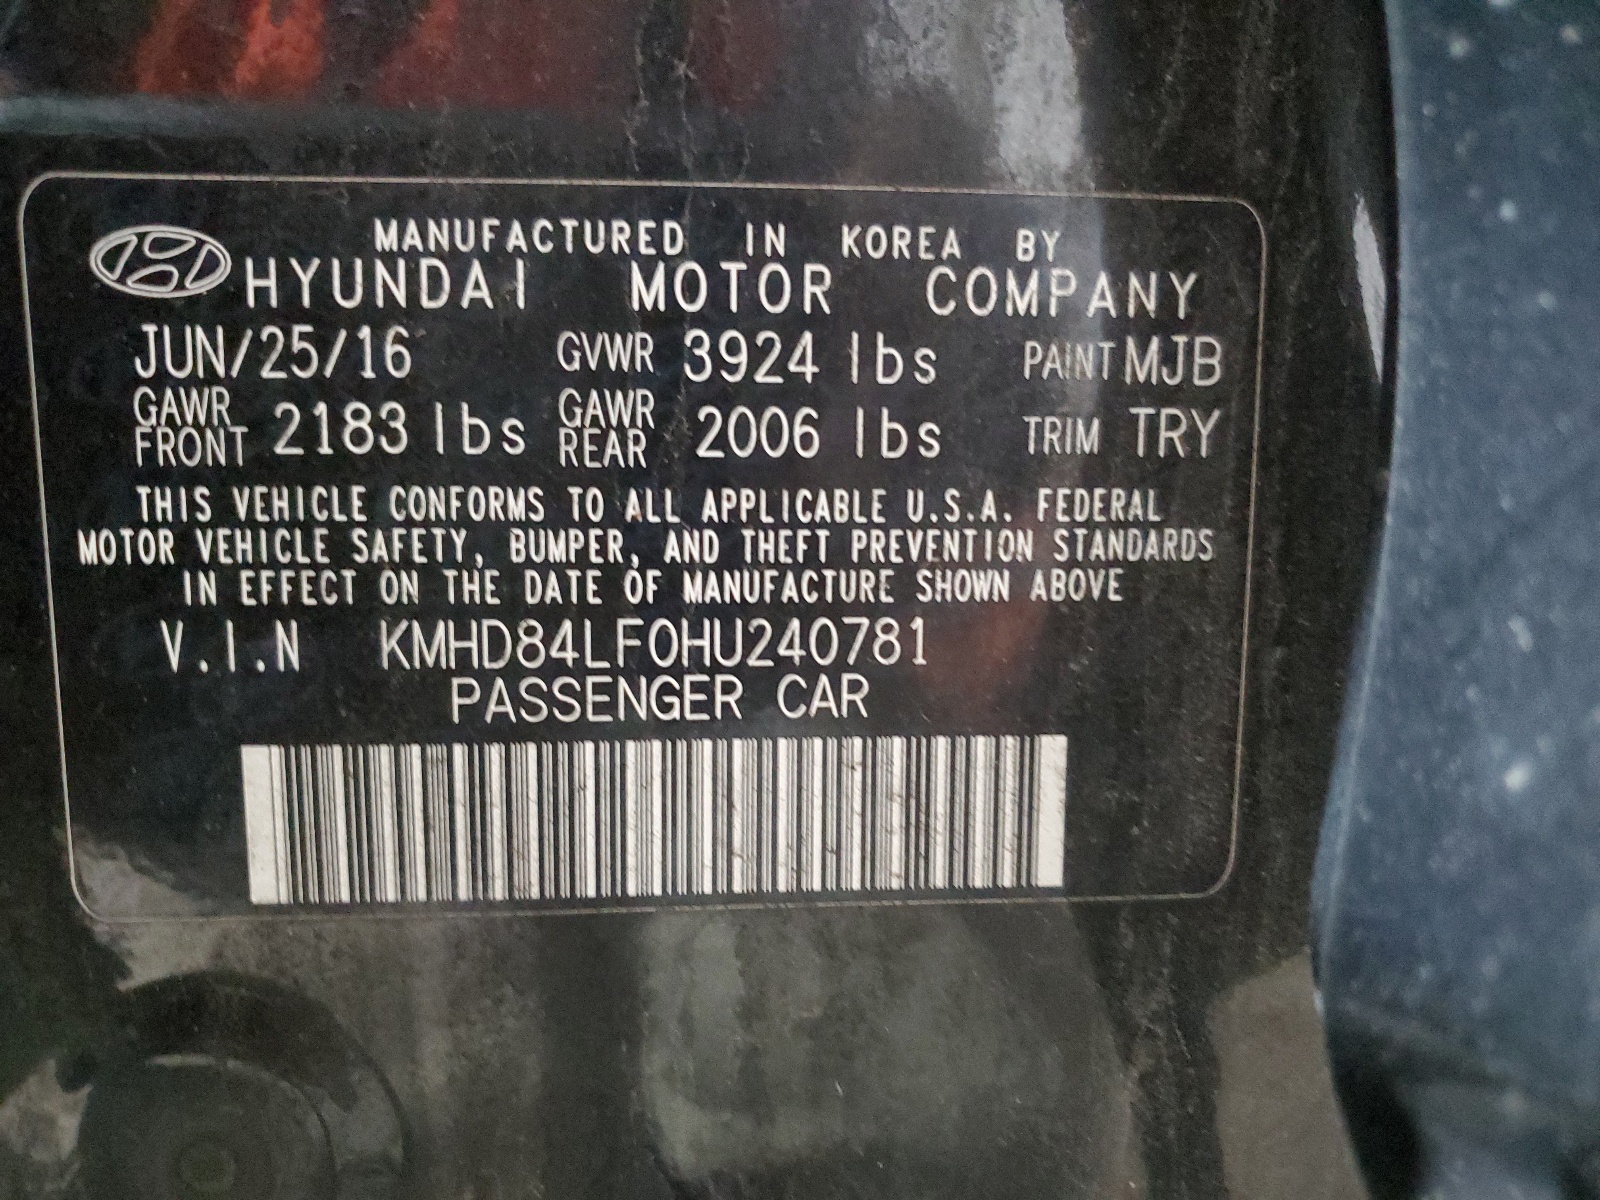 MANUFACTURED IN KOREA BY
HYUNDAI MOTOR COMPANY
JUN/25/16 GVWR 3924 lbs PAINT MJB
GAWR FRONT 2183 lbs GAWR REAR 2006 lbs TRIM TRY
THIS VEHICLE CONFORMS TO ALL APPLICABLE U.S.A. FEDERAL
MOTOR VEHICLE SAFETY, BUMPER, AND THEFT PREVENTION STANDARDS
IN EFFECT ON THE DATE OF MANUFACTURE SHOWN ABOVE
V.I.N KMHD84LF0HU240781
PASSENGER CAR